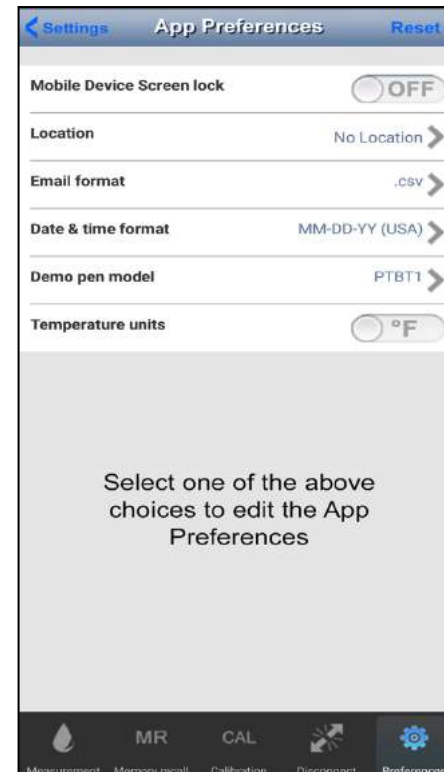 Settings App Preferences Reset
Mobile Device Screen lock OFF
Location No Location
Email format .csv
Date & time format MM-DD-YY (USA)
Demo pen model PTBT1
Temperature units °F
Select one of the above
choices to edit the App
Preferences
MR CAL
Measurement Memory recall Calibration Disconnect Preferences